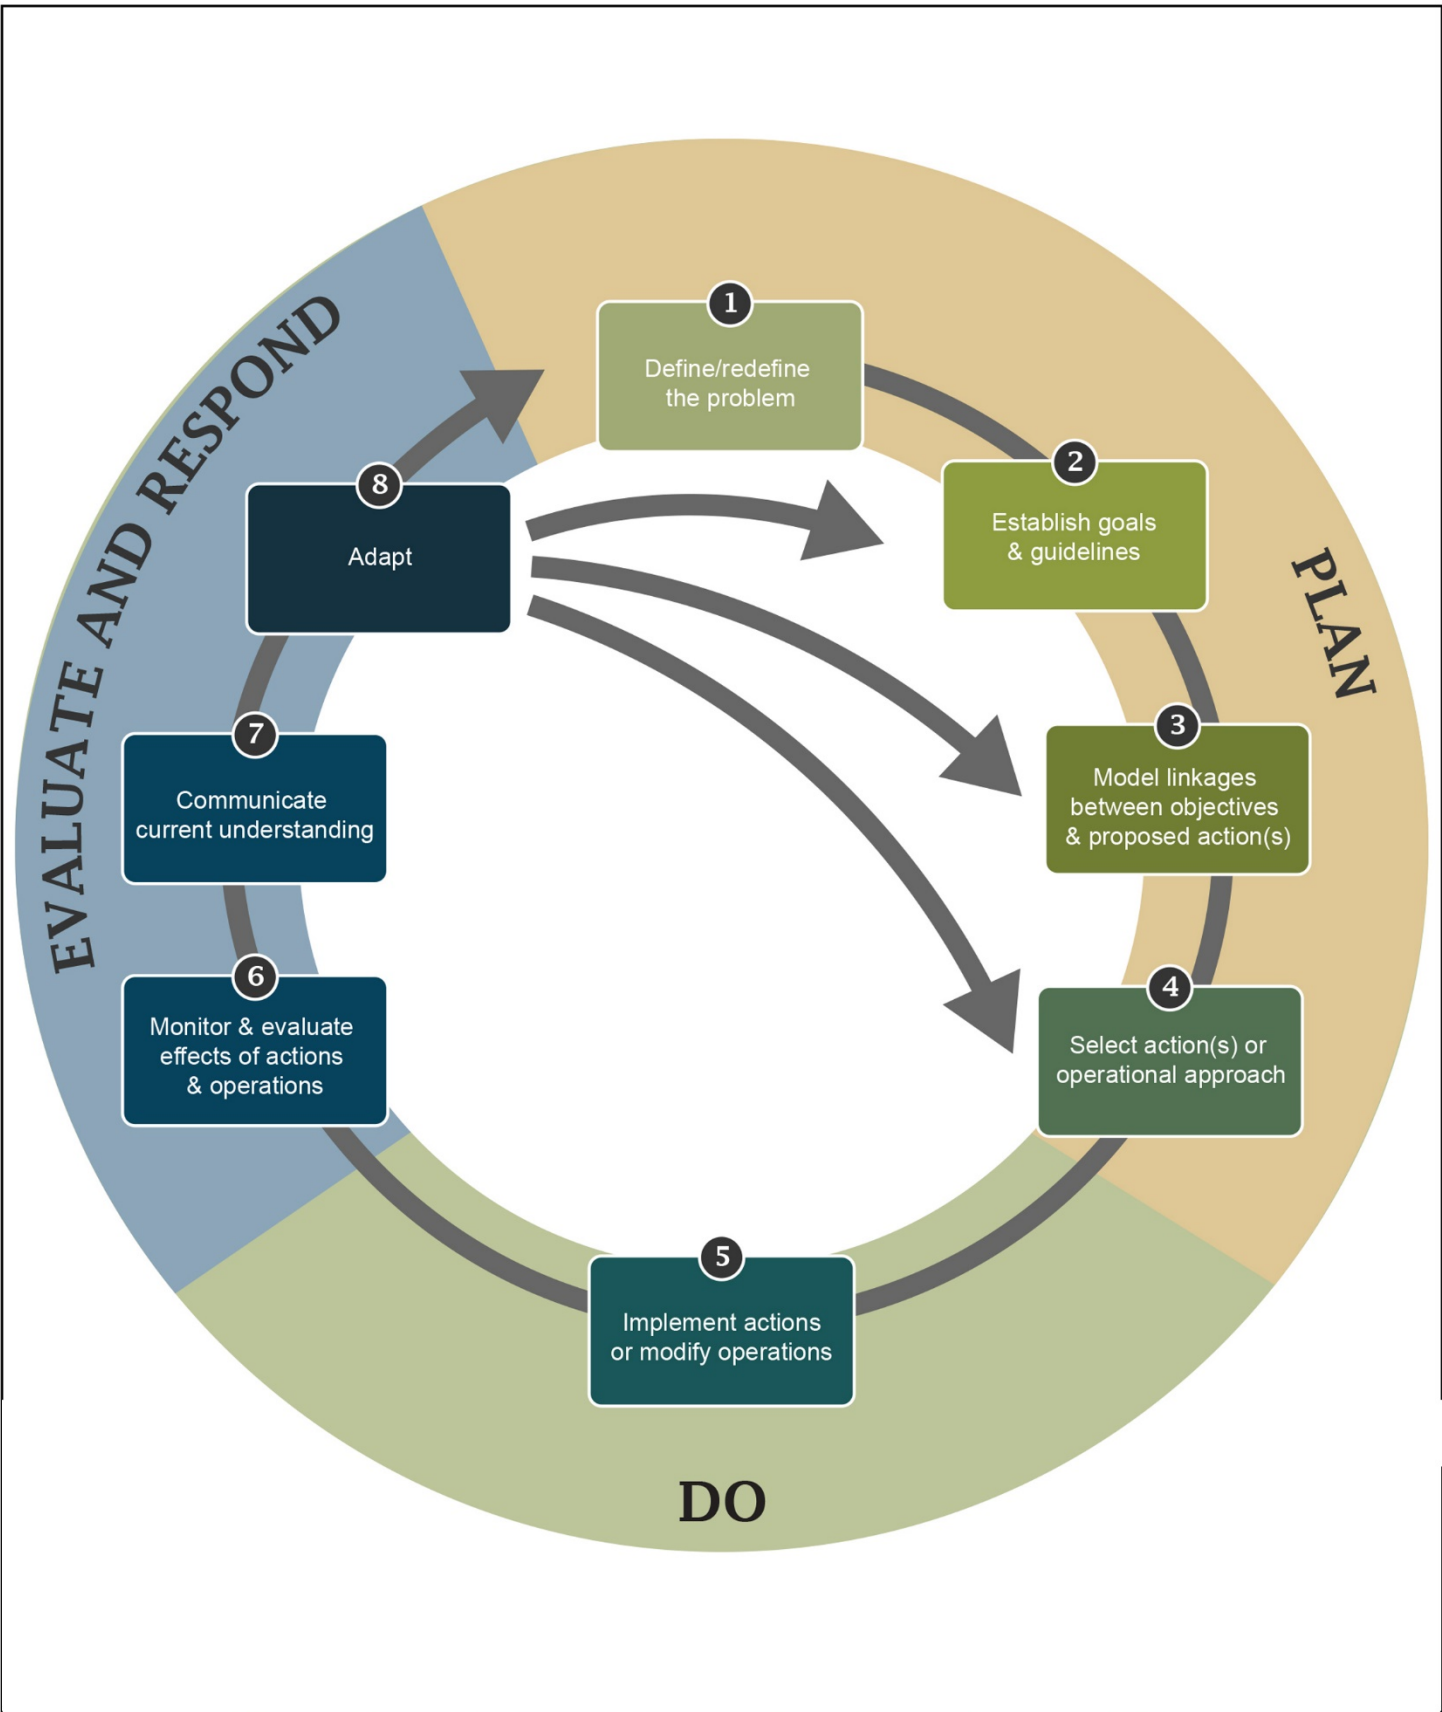 EVALUATE AND RESPOND
PLAN
DO
1
Define/redefine
the problem
2
Establish goals
& guidelines
3
Model linkages
between objectives
& proposed action(s)
4
Select action(s) or
operational approach
5
Implement actions
or modify operations
6
Monitor & evaluate
effects of actions
& operations
7
Communicate
current understanding
8
Adapt